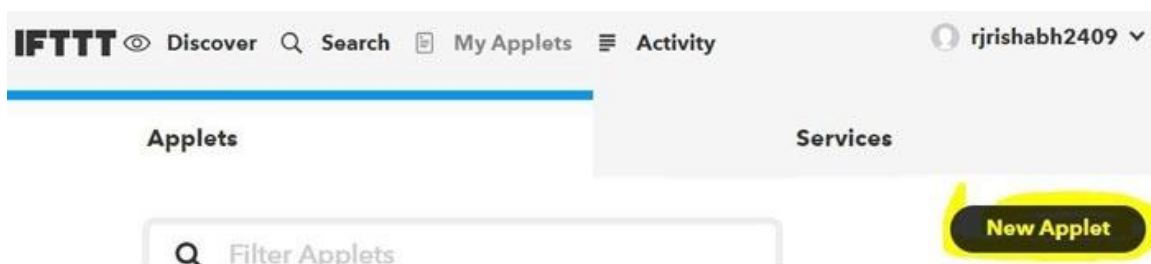 IFTTT Discover Search My Applets Activity rjrishabh2409
Applets Services
Filter Applets New Applet